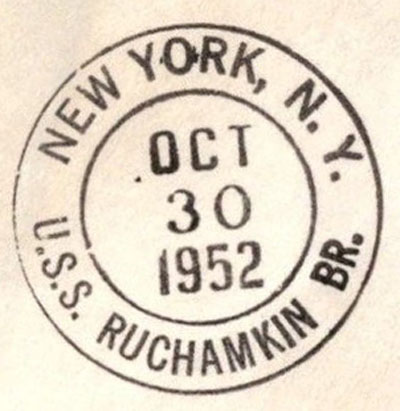 NEW YORK, N.Y.
OCT
30
1952
U.S.S. RUCHAMKIN BR.